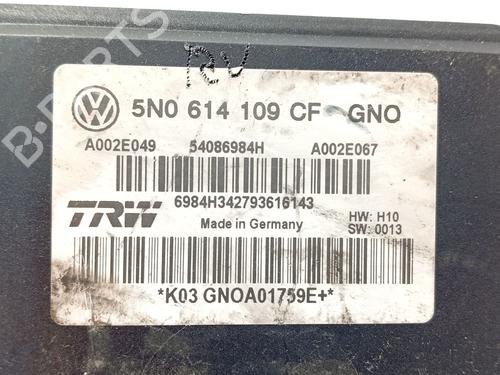 5N0 614 109 CF GNO
A002E049 54086984H A002E067
6984H342793616143
TRW Made in Germany HW: H10
SW: 0013
*K03 GNOA01759E+*
B-PARTS